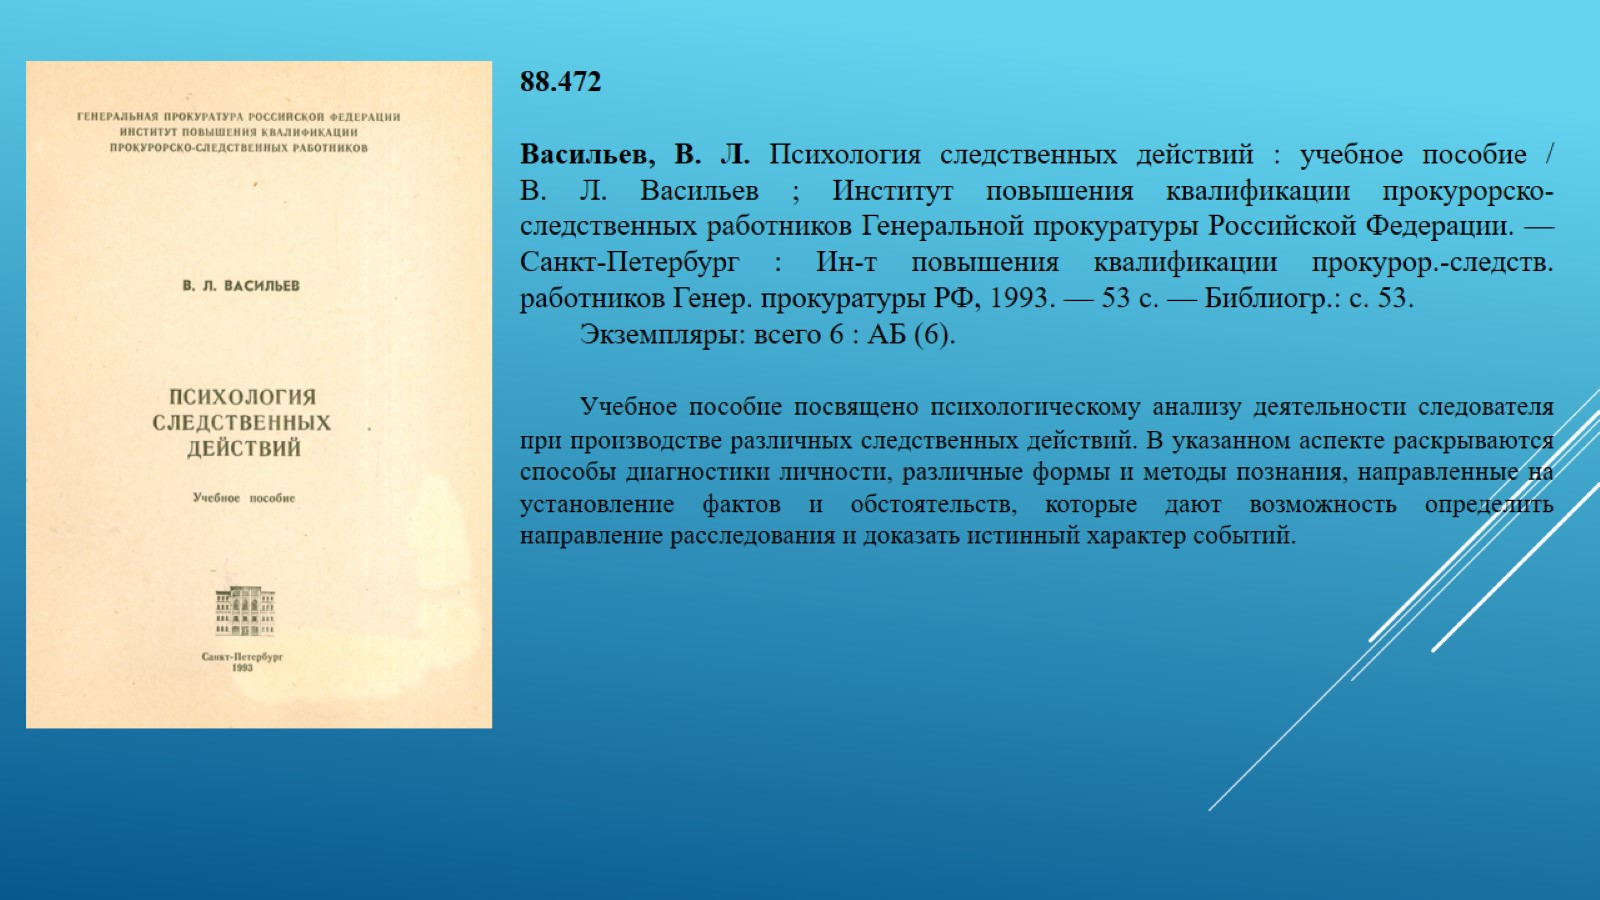 ГЕНЕРАЛЬНАЯ ПРОКУРАТУРА РОССИЙСКОЙ ФЕДЕРАЦИИ
ИНСТИТУТ ПОВЫШЕНИЯ КВАЛИФИКАЦИИ
ПРОКУРОРСКО-СЛЕДСТВЕННЫХ РАБОТНИКОВ
В. Л. ВАСИЛЬЕВ
ПСИХОЛОГИЯ
СЛЕДСТВЕННЫХ
ДЕЙСТВИЙ
Учебное пособие
Санкт-Петербург
1993
88.472
Васильев, В. Л. Психология следственных действий : учебное пособие /
В. Л. Васильев ; Институт повышения квалификации прокурорско-
следственных работников Генеральной прокуратуры Российской Федерации. —
Санкт-Петербург : Ин-т повышения квалификации прокурор.-следств.
работников Генер. прокуратуры РФ, 1993. — 53 с. — Библиогр.: с. 53.
Экземпляры: всего 6 : АБ (6).
Учебное пособие посвящено психологическому анализу деятельности следователя
при производстве различных следственных действий. В указанном аспекте раскрываются
способы диагностики личности, различные формы и методы познания, направленные на
установление фактов и обстоятельств, которые дают возможность определить
направление расследования и доказать истинный характер событий.